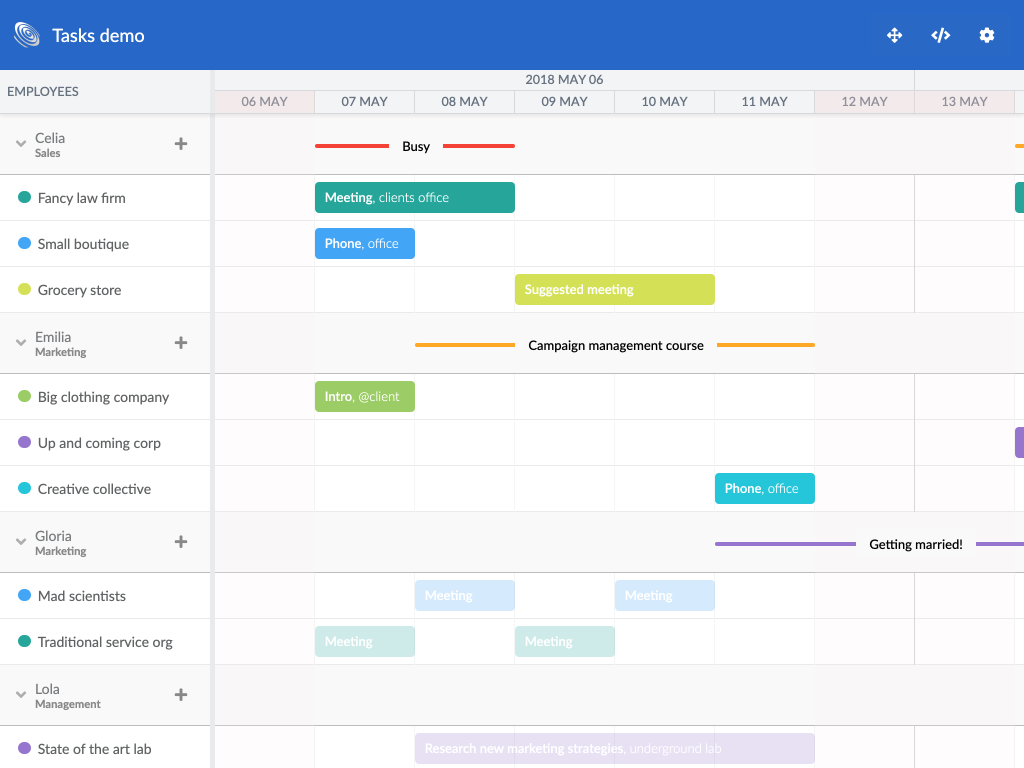 Tasks demo
EMPLOYEES
2018 MAY 06
06 MAY 07 MAY 08 MAY 09 MAY 10 MAY 11 MAY 12 MAY 13 MAY
Celia
Sales
Busy
Fancy law firm
Meeting, clients office
Small boutique
Phone, office
Grocery store
Suggested meeting
Emilia
Marketing
Campaign management course
Big clothing company
Intro, @client
Up and coming corp
Creative collective
Phone, office
Gloria
Marketing
Getting married!
Mad scientists
Meeting Meeting
Traditional service org
Meeting Meeting
Lola
Management
State of the art lab
Research new marketing strategies, underground lab